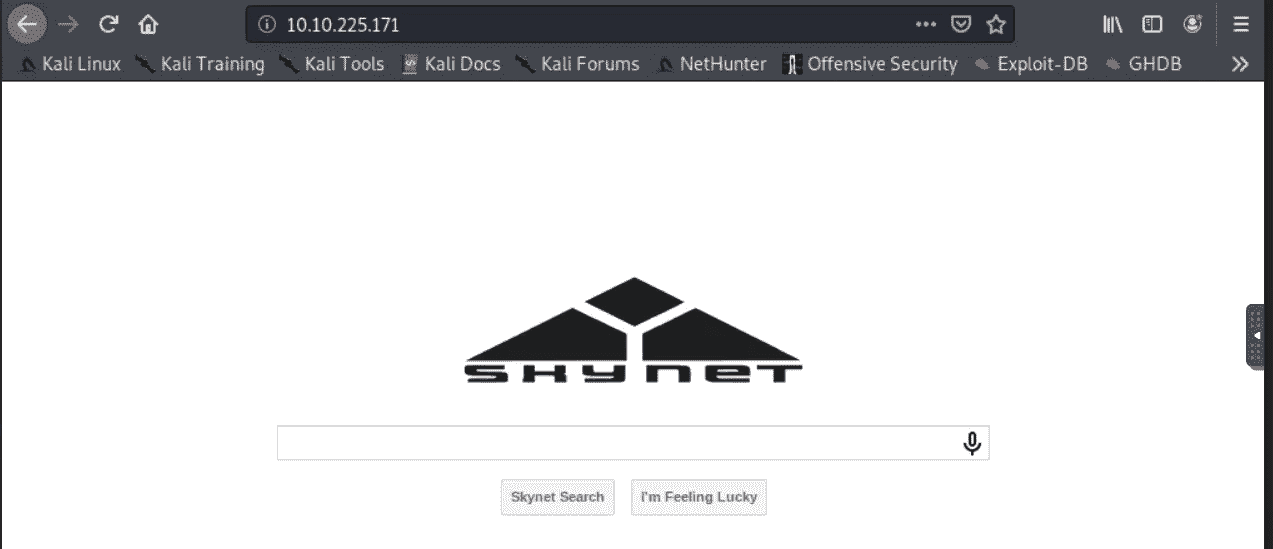 10.10.225.171
Kali Linux Kali Training Kali Tools Kali Docs Kali Forums NetHunter Offensive Security Exploit-DB GHDB
SKYNET
Skynet Search I'm Feeling Lucky